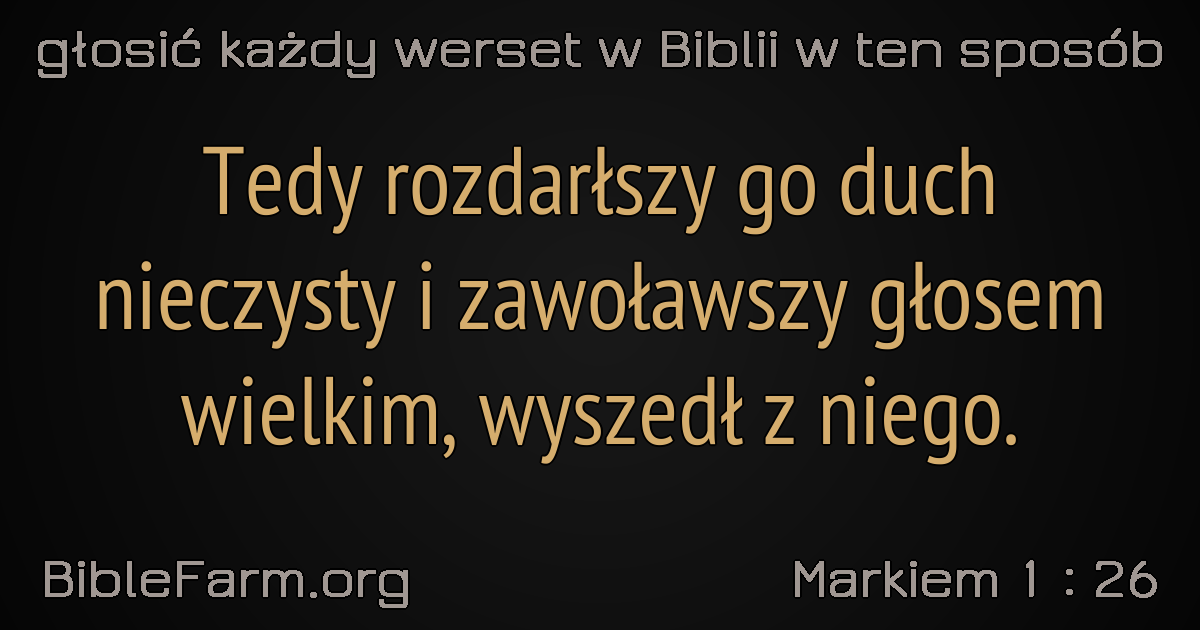 głosić każdy werset w Biblii w ten sposób
Tedy rozdarłszy go duch
nieczysty i zawoławszy głosem
wielkim, wyszedł z niego.
BibleFarm.org
Markiem 1 : 26